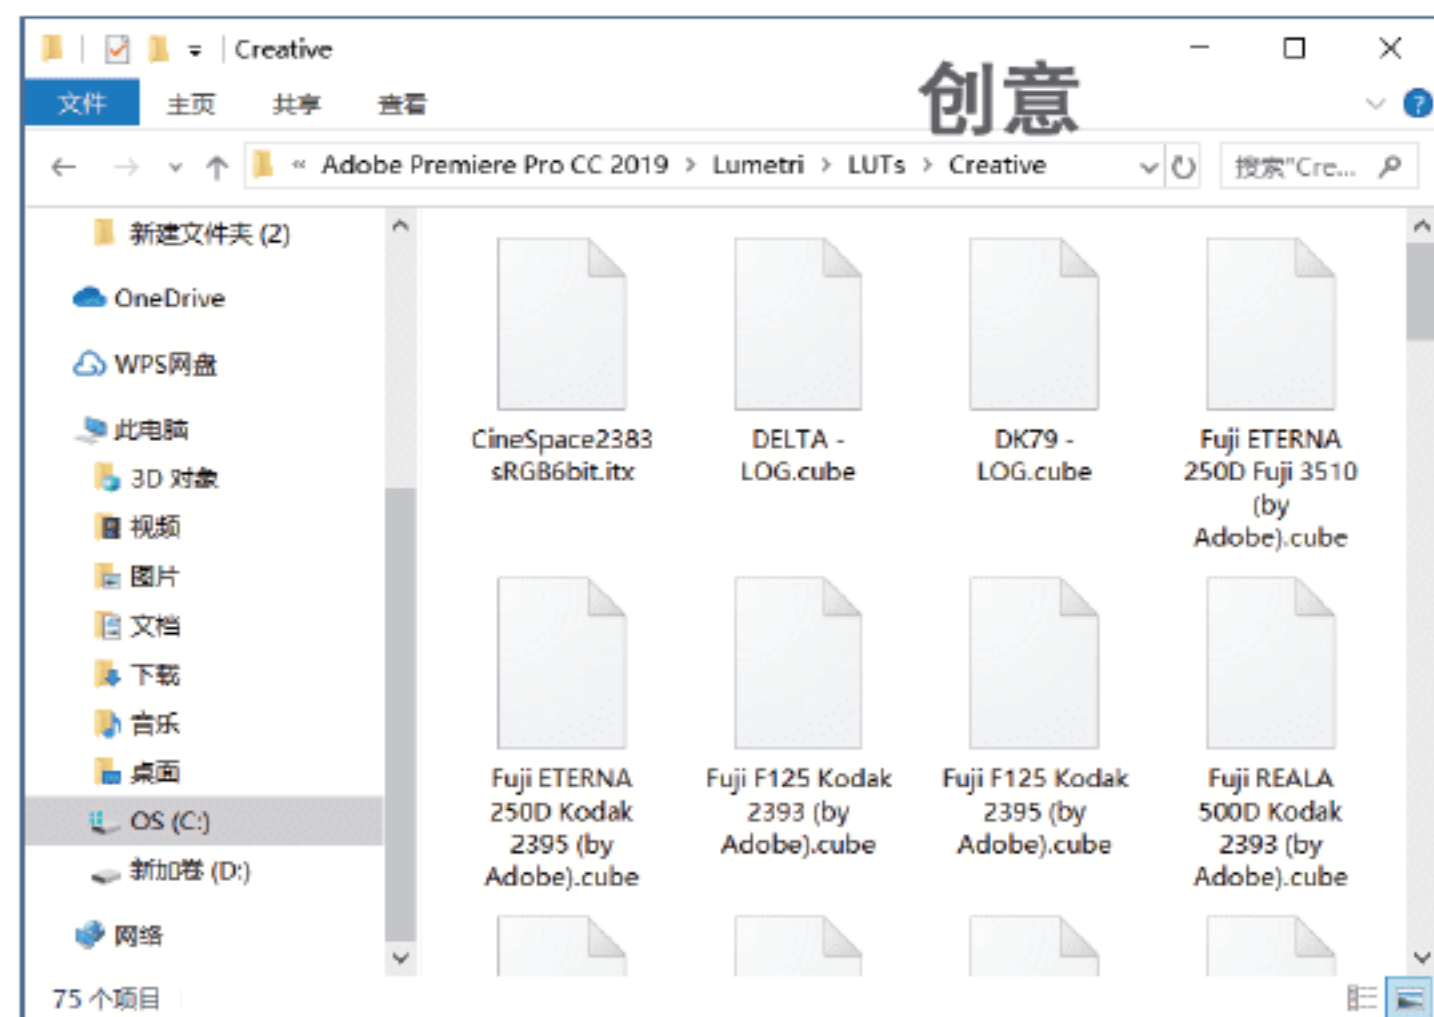 Creative
创意
文件 主页 共享 查看
« Adobe Premiere Pro CC 2019 > Lumetri > LUTs > Creative
搜索"Cre...
新建文件夹 (2)
OneDrive
WPS网盘
此电脑
3D 对象
视频
图片
文档
下载
音乐
桌面
OS (C:)
新加卷 (D:)
网络
CineSpace2383
sRGB6bit.itx
DELTA -
LOG.cube
DK79 -
LOG.cube
Fuji ETERNA
250D Fuji 3510
(by
Adobe).cube
Fuji ETERNA
250D Kodak
2395 (by
Adobe).cube
Fuji F125 Kodak
2393 (by
Adobe).cube
Fuji F125 Kodak
2395 (by
Adobe).cube
Fuji REALA
500D Kodak
2393 (by
Adobe).cube
75 个项目